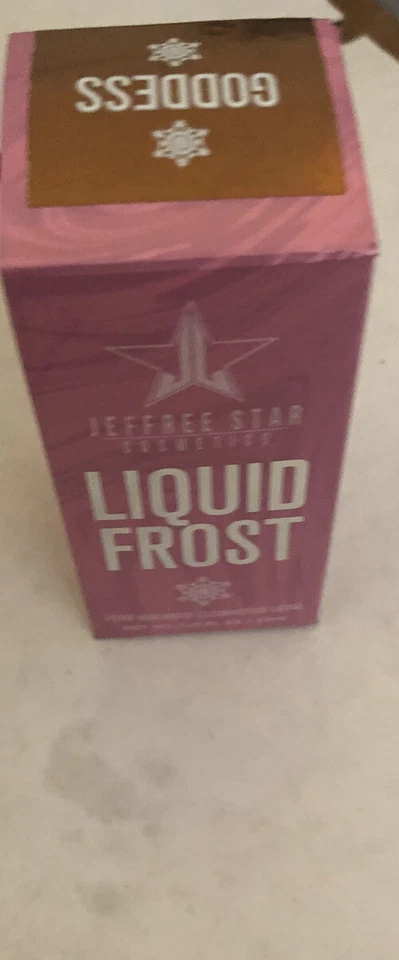 GODDESS
JEFFREE STAR
COSMETICS
LIQUID
FROST